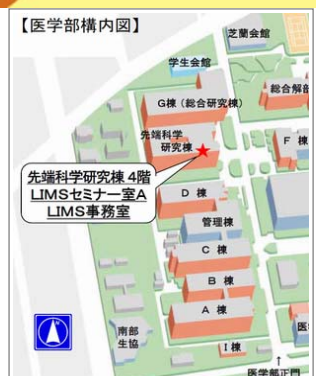 【医学部構内図】
芝蘭会館
学生会館
総合解剖
G棟(総合研究棟)
先端科学
研究棟
F 棟
先端科学研究棟 4階
LIMSセミナー室A
LIMS事務室
D 棟
管理棟
C 棟
B 棟
A 棟
医
南部
生協
I 棟
医学部正門